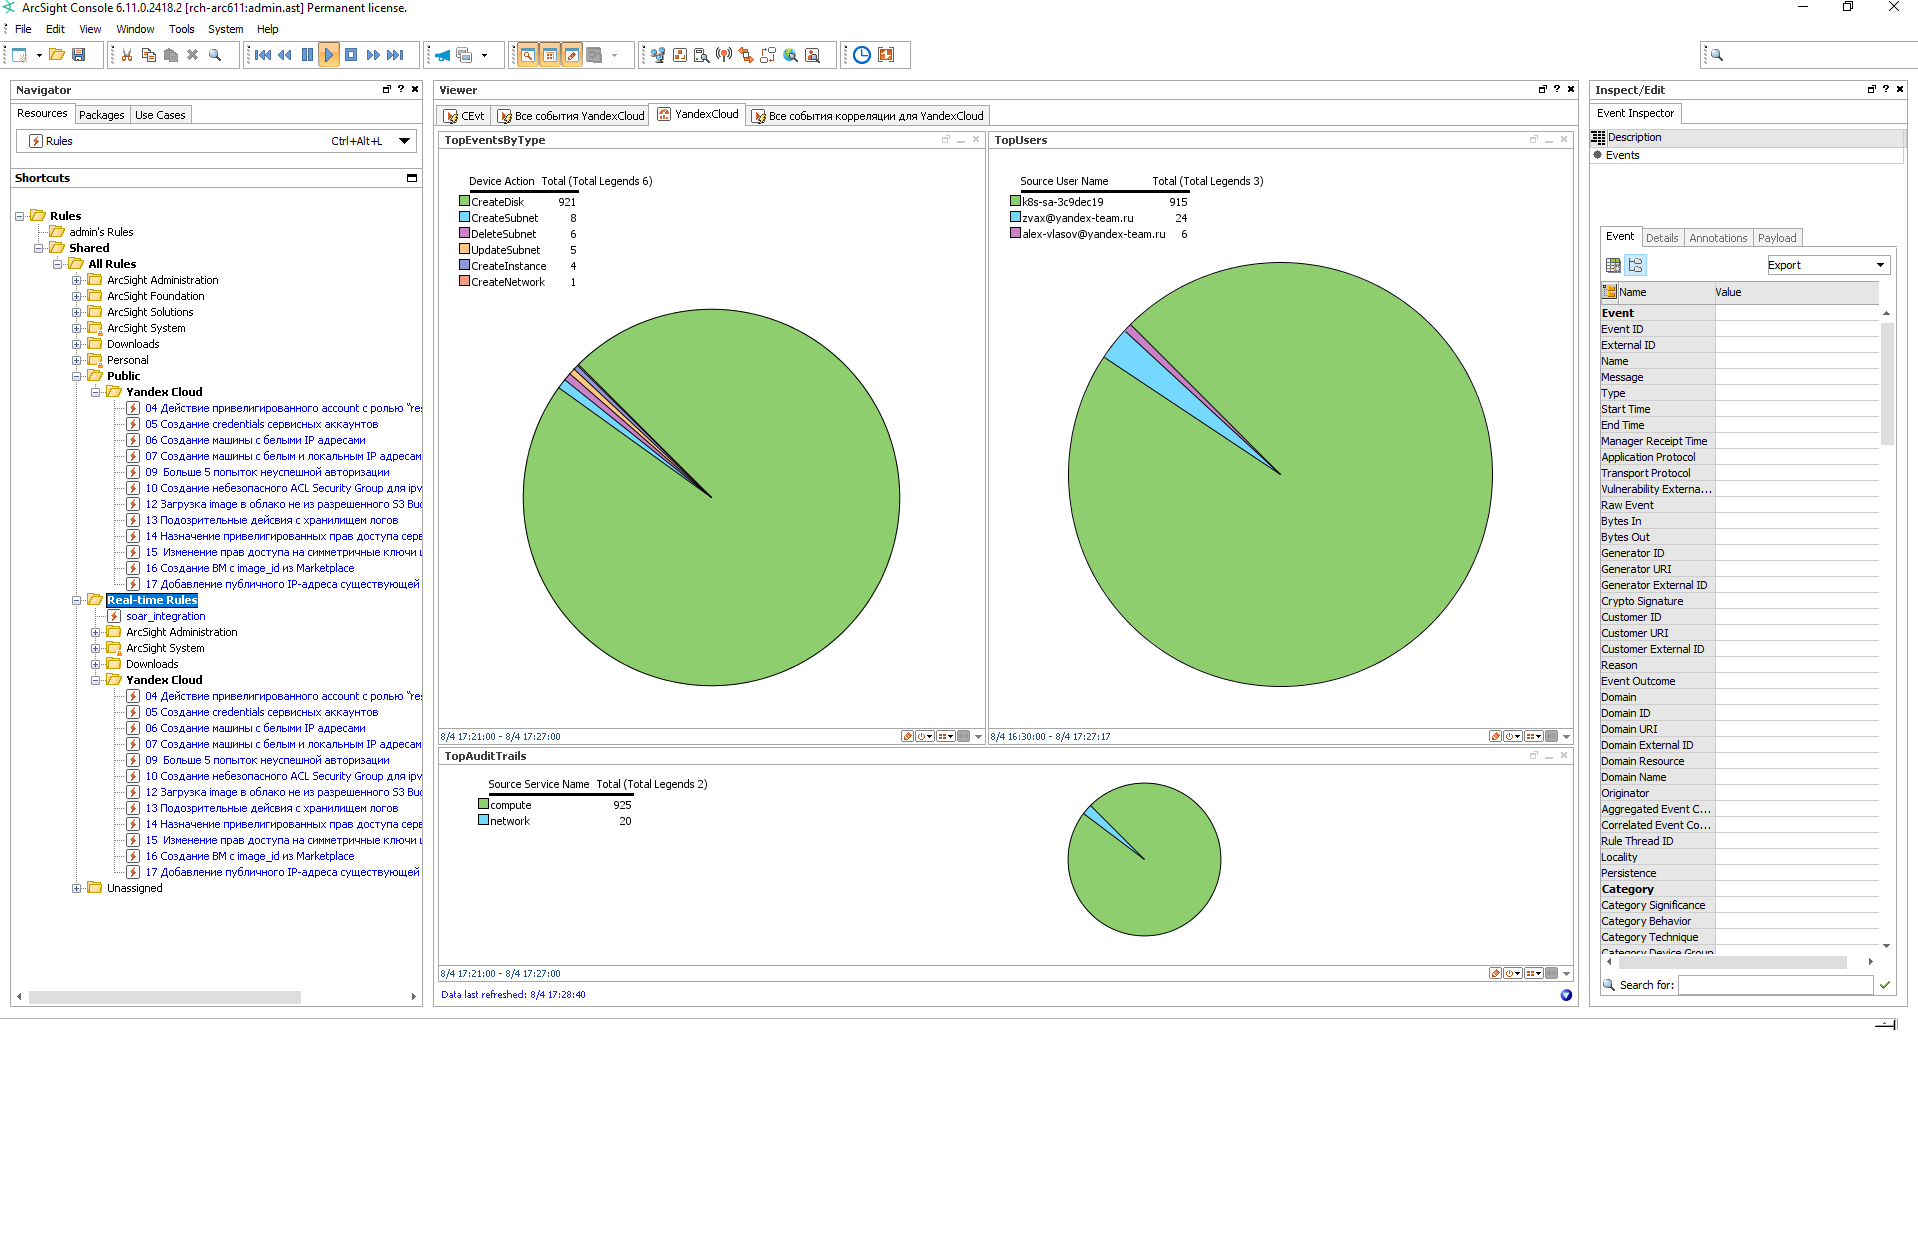 ArcSight Console 6.11.0.2418.2 [rch-arc611:admin.ast] Permanent license.
File Edit View Window Tools System Help
Navigator
Resources Packages Use Cases
Rules Ctrl+Alt+L
Shortcuts
Rules
admin's Rules
Shared
All Rules
ArcSight Administration
ArcSight Foundation
ArcSight Solutions
ArcSight System
Downloads
Personal
Public
Yandex Cloud
04 Действие привелигированного account с ролью "res
05 Создание credentials сервисных аккаунтов
06 Создание машины с белыми IP адресами
07 Создание машины с белым и локальным IP адресам
09 Больше 5 попыток неуспешной авторизации
10 Создание небезопасного ACL Security Group для ipv
12 Загрузка image в облако не из разрешенного S3 Buc
13 Подозрительные дейсвия с хранилищем логов
14 Назначение привелигированных прав доступа серв
15 Изменение прав доступа на симметричные ключи
16 Создание ВМ с image_id из Marketplace
17 Добавление публичного IP-адреса существующей
Real-time Rules
soar_integration
ArcSight Administration
ArcSight System
Downloads
Yandex Cloud
04 Действие привелигированного account с ролью "res
05 Создание credentials сервисных аккаунтов
06 Создание машины с белыми IP адресами
07 Создание машины с белым и локальным IP адресам
09 Больше 5 попыток неуспешной авторизации
10 Создание небезопасного ACL Security Group для ipv
12 Загрузка image в облако не из разрешенного S3 Buc
13 Подозрительные дейсвия с хранилищем логов
14 Назначение привелигированных прав доступа серв
15 Изменение прав доступа на симметричные ключи
16 Создание ВМ с image_id из Marketplace
17 Добавление публичного IP-адреса существующей
Unassigned
Viewer
CEvt Все события YandexCloud YandexCloud Все события корреляции для YandexCloud
TopEventsByType
Device Action Total (Total Legends 6)
CreateDisk 921
CreateSubnet 8
DeleteSubnet 6
UpdateSubnet 5
CreateInstance 4
CreateNetwork 1
8/4 17:21:00 - 8/4 17:27:00
TopUsers
Source User Name Total (Total Legends 3)
k8s-sa-3c9dec19 915
zvax@yandex-team.ru 24
alex-vlasov@yandex-team.ru 6
8/4 16:30:00 - 8/4 17:27:17
TopAuditTrails
Source Service Name Total (Total Legends 2)
compute 925
network 20
8/4 17:21:00 - 8/4 17:27:00
Data last refreshed: 8/4 17:28:40
Inspect/Edit
Event Inspector
Description
Events
Event Details Annotations Payload
Export
Name Value
Event
Event ID
External ID
Name
Message
Type
Start Time
End Time
Manager Receipt Time
Application Protocol
Transport Protocol
Vulnerability Externa...
Raw Event
Bytes In
Bytes Out
Generator ID
Generator URI
Generator External ID
Crypto Signature
Customer ID
Customer URI
Customer External ID
Reason
Event Outcome
Domain
Domain ID
Domain URI
Domain External ID
Domain Resource
Domain Name
Originator
Aggregated Event C...
Correlated Event Co...
Rule Thread ID
Locality
Persistence
Category
Category Significance
Category Behavior
Category Technique
Category Device Group
Search for: